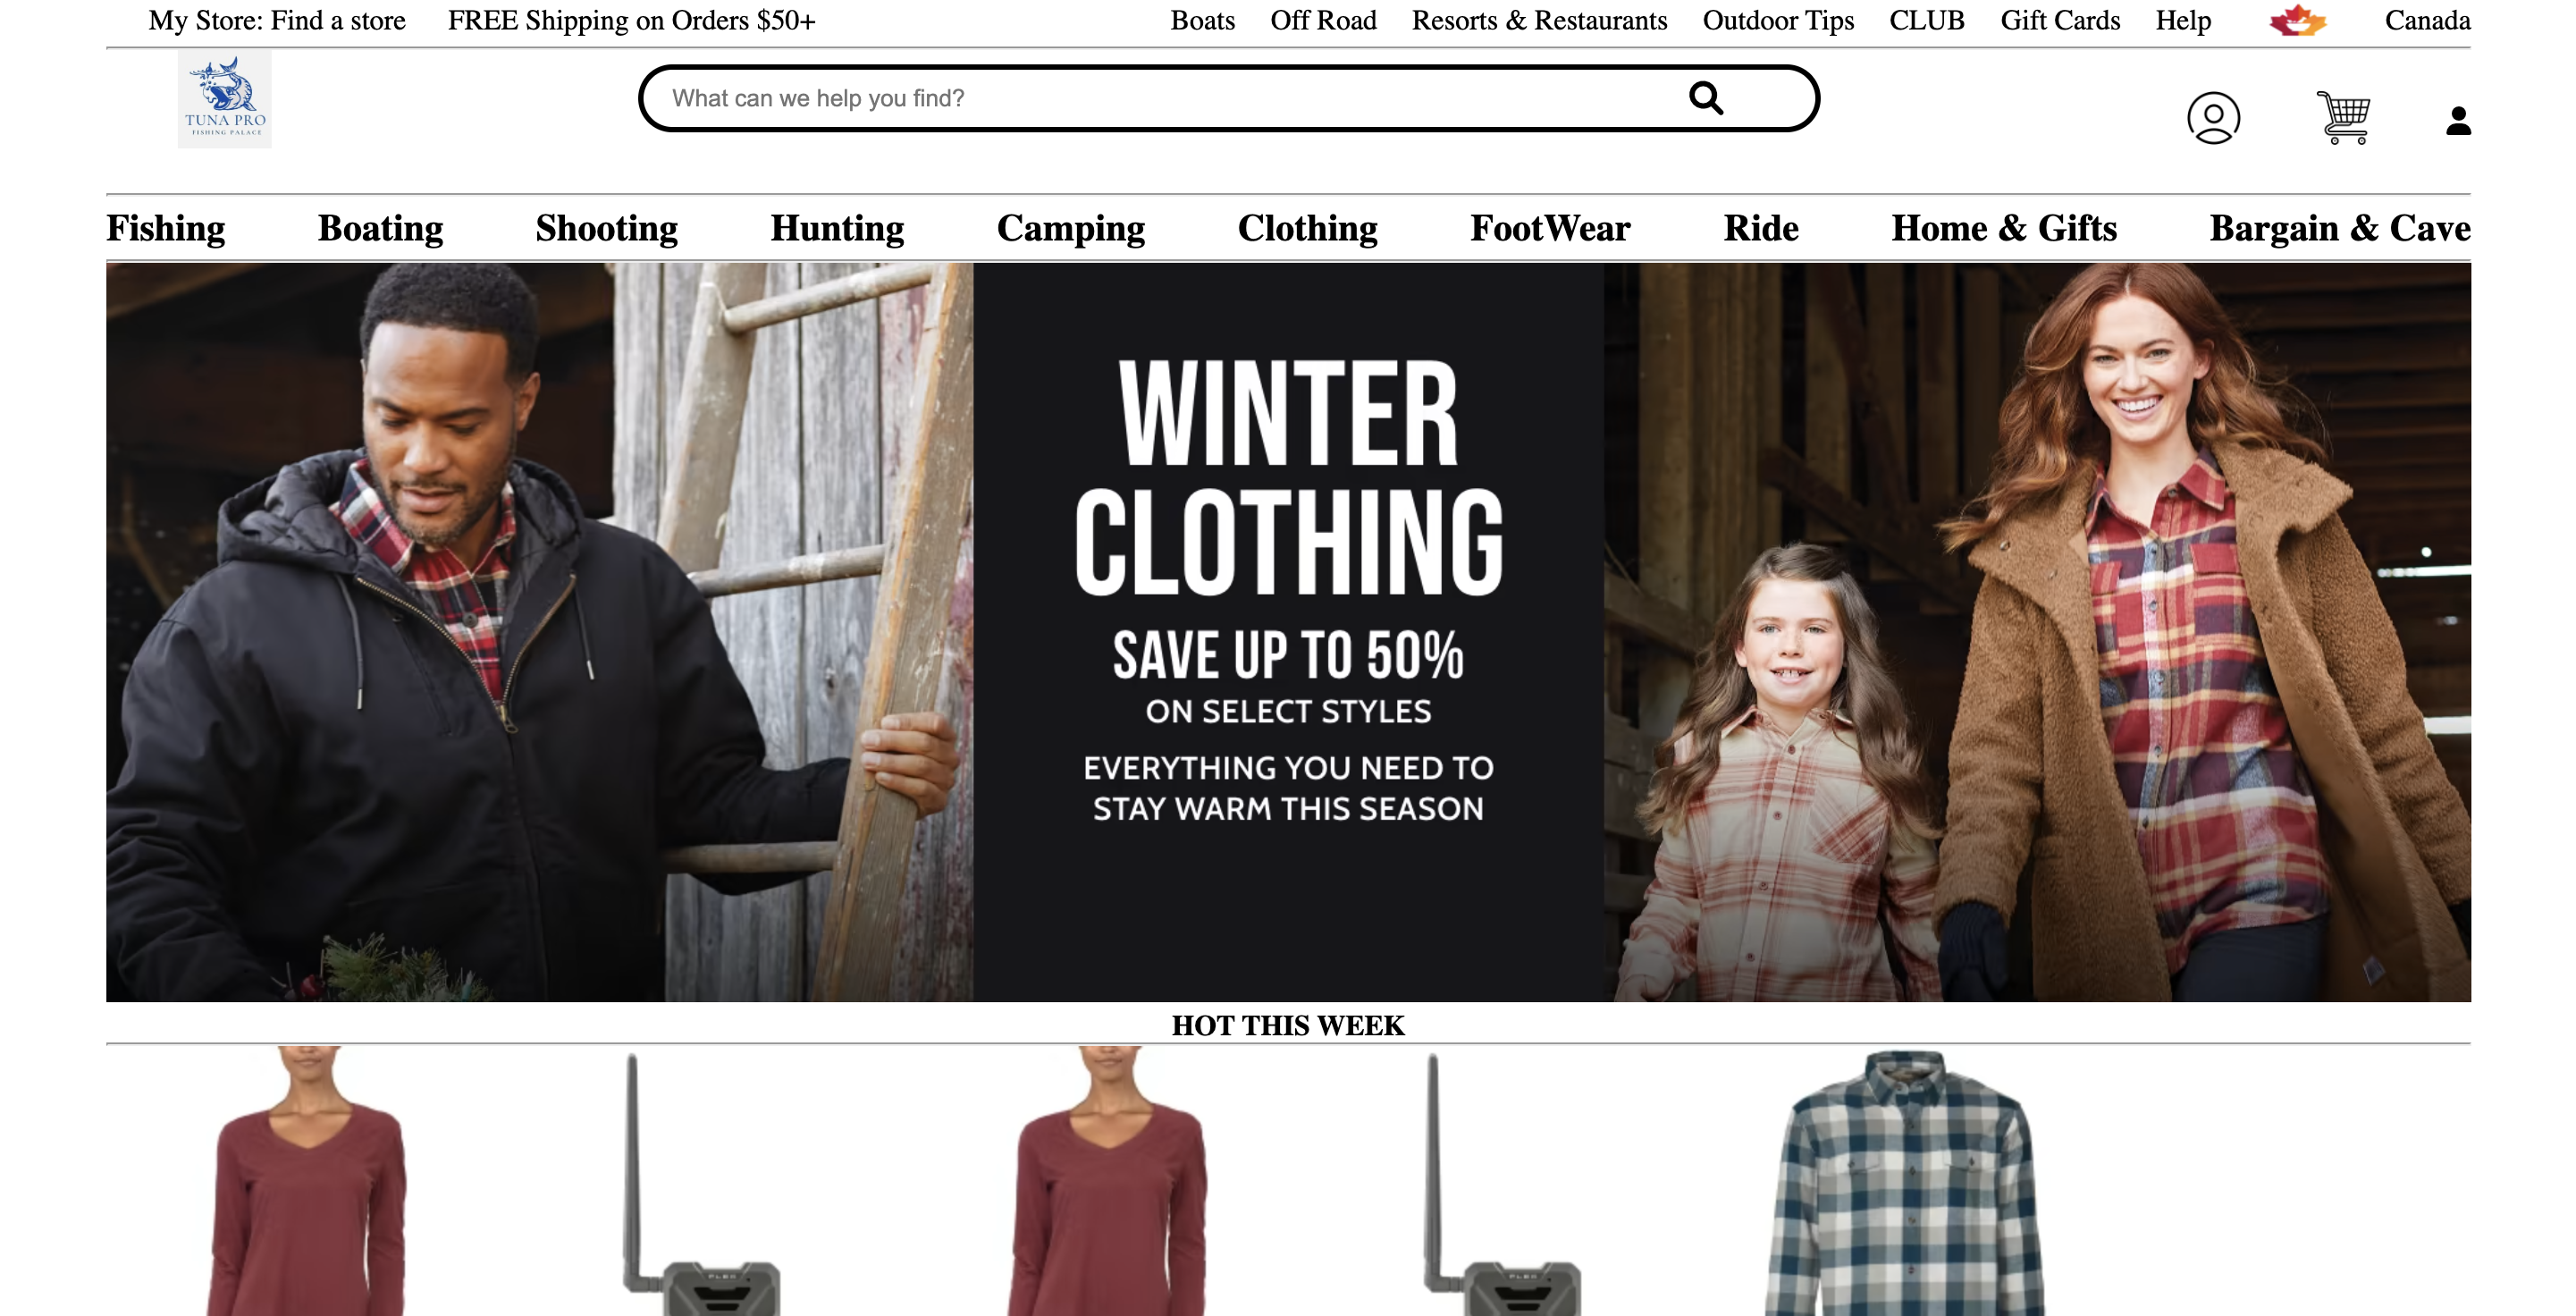 My Store: Find a store FREE Shipping on Orders $50+ Boats Off Road Resorts & Restaurants Outdoor Tips CLUB Gift Cards Help Canada
TUNA PRO
FISHING PALACE
What can we help you find?
Fishing Boating Shooting Hunting Camping Clothing FootWear Ride Home & Gifts Bargain & Cave
WINTER
CLOTHING
SAVE UP TO 50%
ON SELECT STYLES
EVERYTHING YOU NEED TO
STAY WARM THIS SEASON
HOT THIS WEEK
FLEX FLEX